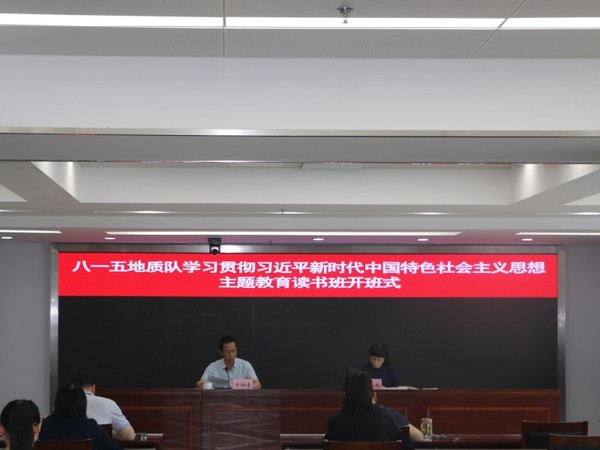 八一五地质队学习贯彻习近平新时代中国特色社会主义思想
主题教育读书班开班式